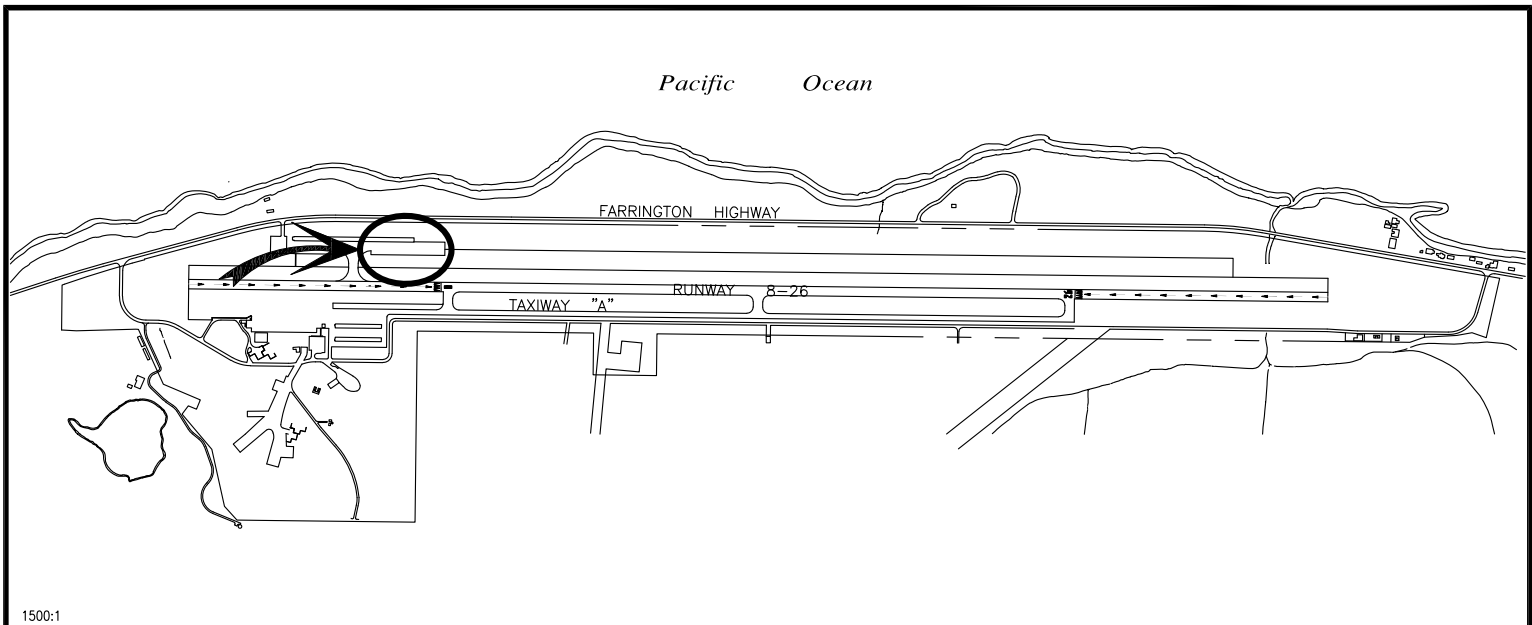 Pacific Ocean
FARRINGTON HIGHWAY
RUNWAY 8-26
TAXIWAY "A"
1500:1